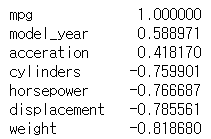 mpg 1.000000
model_year 0.588971
acceration 0.418170
cylinders -0.759901
horsepower -0.766687
displacement -0.785561
weight -0.818680